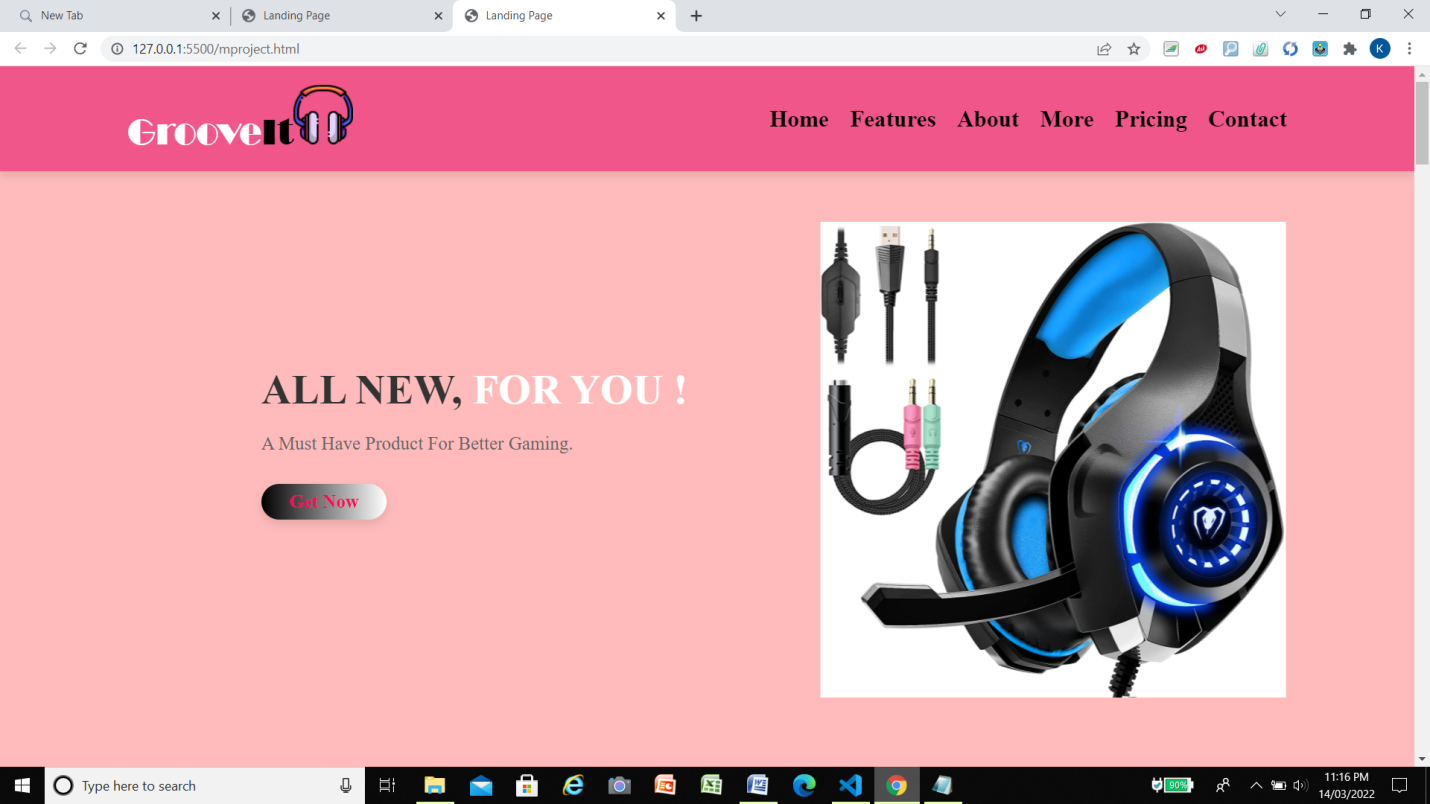 New Tab
Landing Page
Landing Page
127.0.0.1:5500/mproject.html
K
GrooveIt
Home Features About More Pricing Contact
ALL NEW, FOR YOU !
A Must Have Product For Better Gaming.
Get Now
Type here to search
90%
11:16 PM
14/03/2022